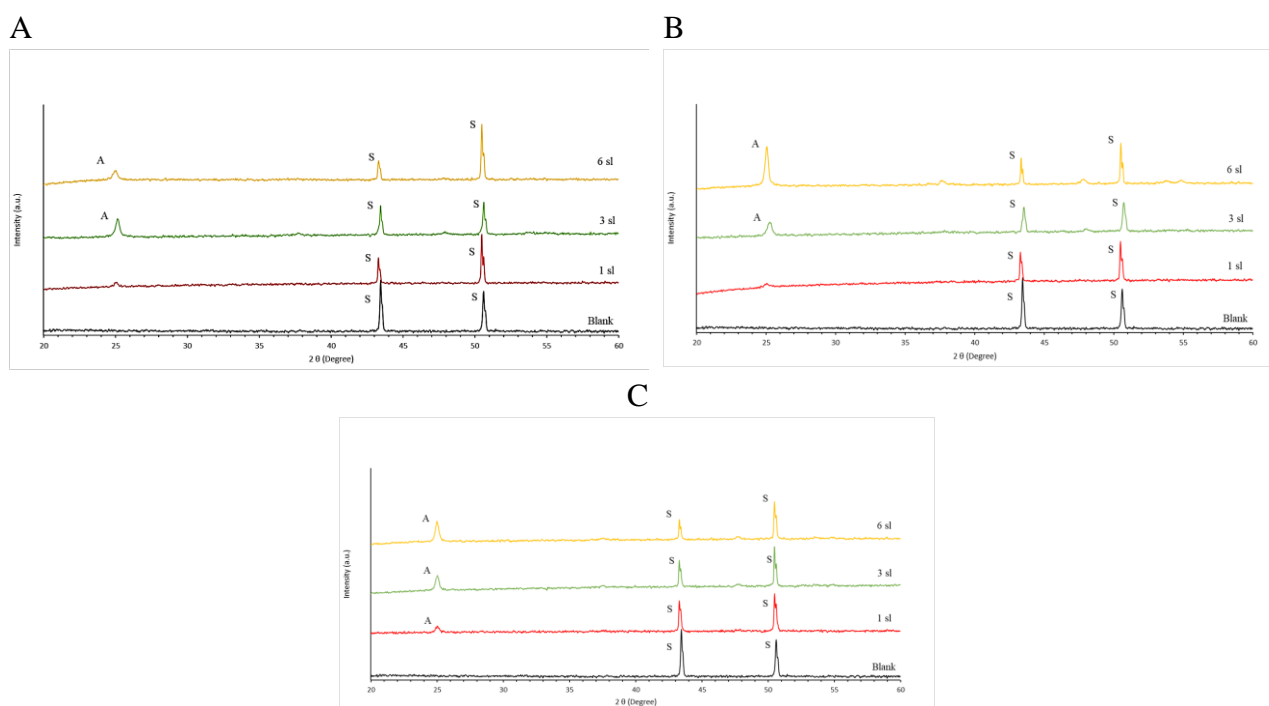 A
A
S
S
6 sl
A
S
S
3 sl
S
S
1 sl
S
S
Blank
Intensity (a.u.)
20 25 30 35 40 45 50 55 60
2 θ (Degree)
B
A
S
S
6 sl
A
S
S
3 sl
S
S
1 sl
S
S
Blank
Intensity (a.u.)
20 25 30 35 40 45 50 55 60
2 θ (Degree)
C
A
S
S
6 sl
A
S
S
3 sl
A
S
S
1 sl
S
S
Blank
Intensity (a.u.)
20 25 30 35 40 45 50 55 60
2 θ (Degree)